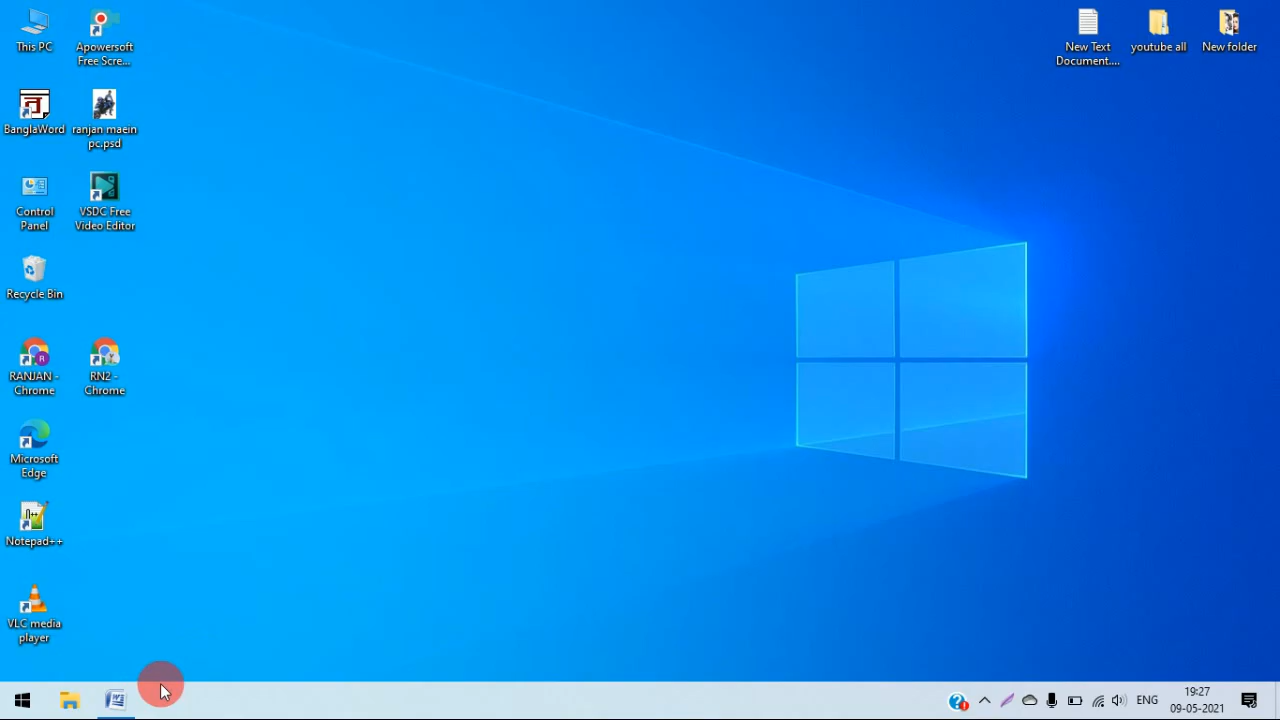 This PC
Apowersoft
Free Scre...
New Text
Document....
youtube all
New folder
BanglaWord
ranjan maein
pc.psd
Control
Panel
VSDC Free
Video Editor
Recycle Bin
RANJAN -
Chrome
RN2 -
Chrome
Microsoft
Edge
Notepad++
VLC media
player
ENG
19:27
09-05-2021